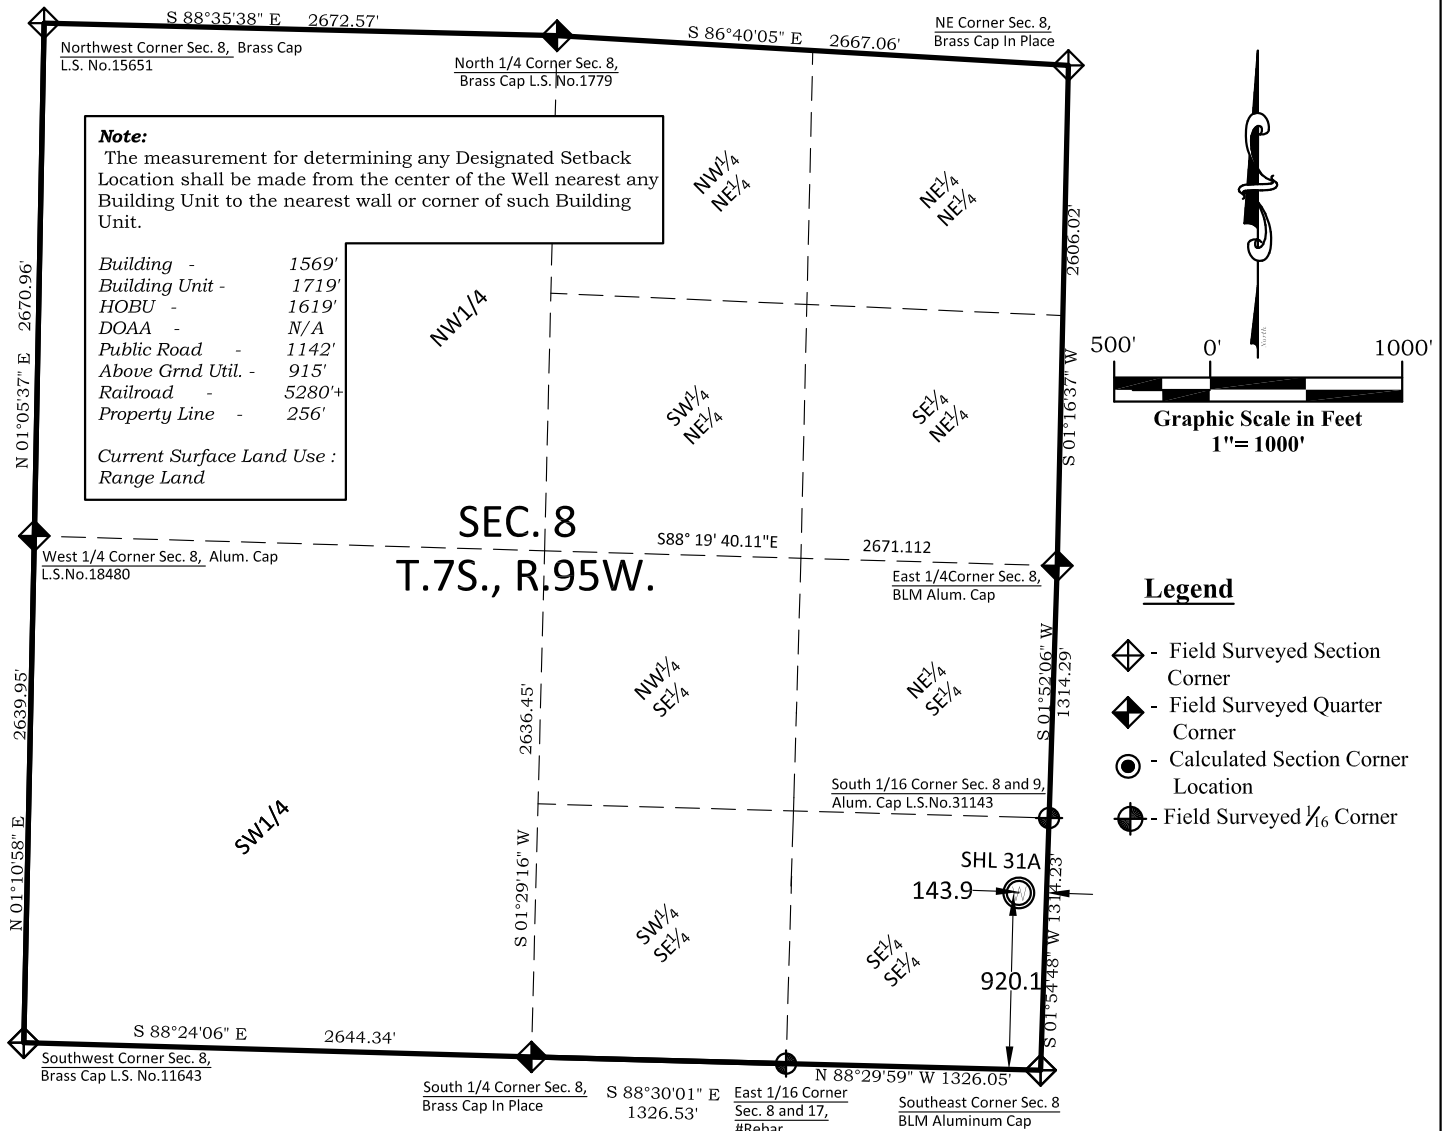 S 88°35'38" E 2672.57'
S 86°40'05" E 2667.06'
NE Corner Sec. 8,
Brass Cap In Place
Northwest Corner Sec. 8, Brass Cap
L.S. No.15651
North 1/4 Corner Sec. 8,
Brass Cap L.S. No.1779
Note:
The measurement for determining any Designated Setback
Location shall be made from the center of the Well nearest any
Building Unit to the nearest wall or corner of such Building
Unit.
Building - 1569'
Building Unit - 1719'
HOBU - 1619'
DOAA - N/A
Public Road - 1142'
Above Grnd Util. - 915'
Railroad - 5280'+
Property Line - 256'
Current Surface Land Use :
Range Land
N 01°05'37" E 2670.96'
NW1/4
NW1/4
NE1/4
NE1/4
NE1/4
SW1/4
NE1/4
SE1/4
NE1/4
2606.02'
S 01°16'37" W
North
500' 0' 1000'
Graphic Scale in Feet
1"= 1000'
SEC. 8
T.7S., R.95W.
S88° 19' 40.11"E 2671.112
West 1/4 Corner Sec. 8, Alum. Cap
L.S.No.18480
East 1/4Corner Sec. 8,
BLM Alum. Cap
Legend
- Field Surveyed Section
Corner
- Field Surveyed Quarter
Corner
- Calculated Section Corner
Location
- Field Surveyed 1/16 Corner
N 01°10'58" E 2639.95'
SW1/4
2636.45'
S 01°29'16" W
NW1/4
SE1/4
NE1/4
SE1/4
S 01°52'06" W
1314.29'
South 1/16 Corner Sec. 8 and 9,
Alum. Cap L.S.No.31143
SHL 31A
143.9
920.1
S 01°54'48" W 1314.23'
SW1/4
SE1/4
SE1/4
SE1/4
S 88°24'06" E 2644.34'
Southwest Corner Sec. 8,
Brass Cap L.S. No.11643
South 1/4 Corner Sec. 8,
Brass Cap In Place
S 88°30'01" E
1326.53'
East 1/16 Corner
Sec. 8 and 17,
#Rebar
N 88°29'59" W 1326.05'
Southeast Corner Sec. 8
BLM Aluminum Cap